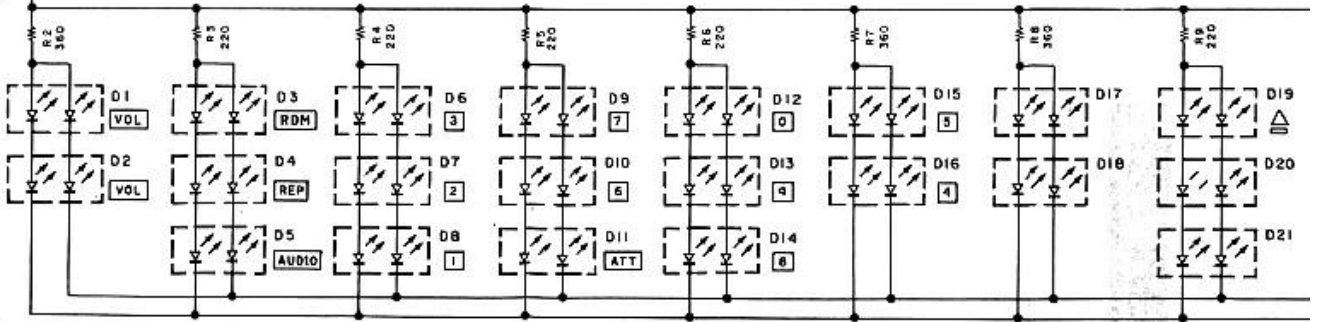 R2 360
R3 220
R4 220
R5 220
R6 220
R7 360
R8 360
R9 220
D1 VOL
D3 RDM
D6 3
D9 7
D12 0
D15 5
D17
D19
D2 VOL
D4 REP
D7 2
D10 6
D13 9
D16 4
D18
D20
D5 AUDIO
D8 1
D11 ATT
D14 8
D21